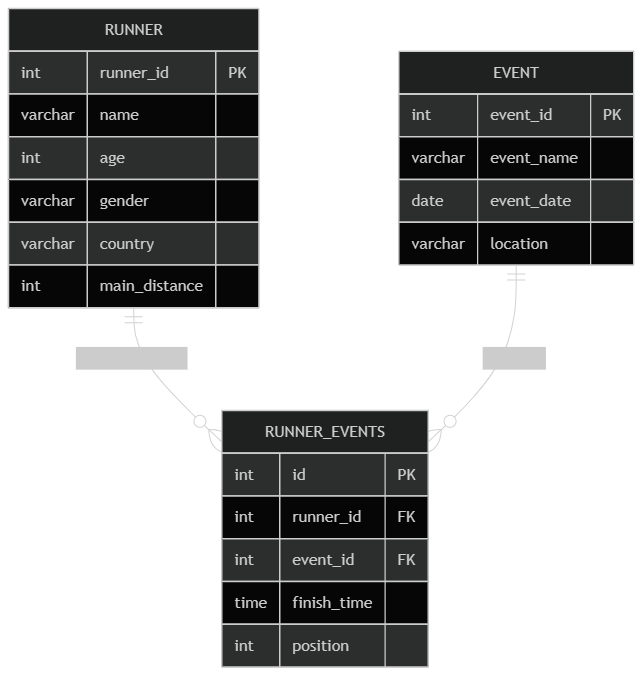 RUNNER
int runner_id PK
varchar name
int age
varchar gender
varchar country
int main_distance
EVENT
int event_id PK
varchar event_name
date event_date
varchar location
RUNNER_EVENTS
int id PK
int runner_id FK
int event_id FK
time finish_time
int position